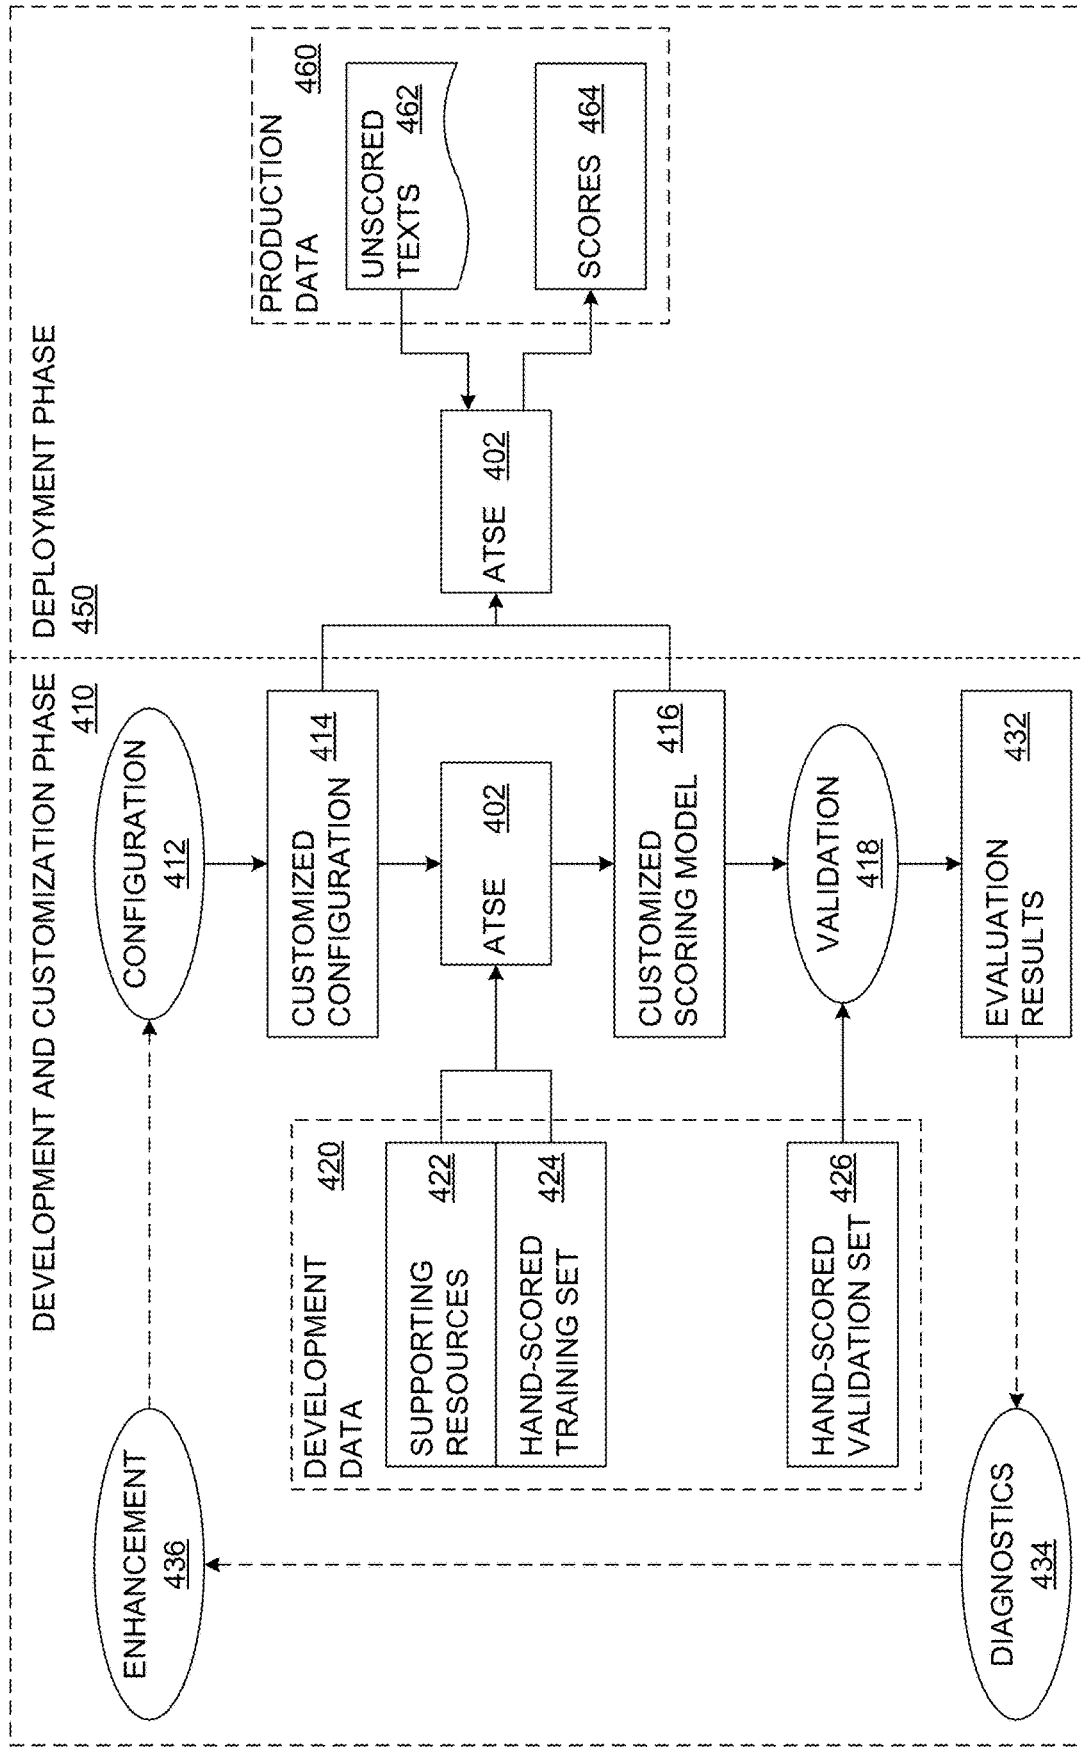 DEVELOPMENT AND CUSTOMIZATION PHASE
410
ENHANCEMENT
436
CONFIGURATION
412
DEVELOPMENT
DATA
420
SUPPORTING
RESOURCES
422
HAND-SCORED
TRAINING SET
424
HAND-SCORED
VALIDATION SET
426
CUSTOMIZED
CONFIGURATION
414
ATSE 402
CUSTOMIZED
SCORING MODEL
416
VALIDATION
418
EVALUATION
RESULTS
432
DIAGNOSTICS
434
DEPLOYMENT PHASE
450
ATSE 402
PRODUCTION
DATA
460
UNSCORED
TEXTS 462
SCORES 464